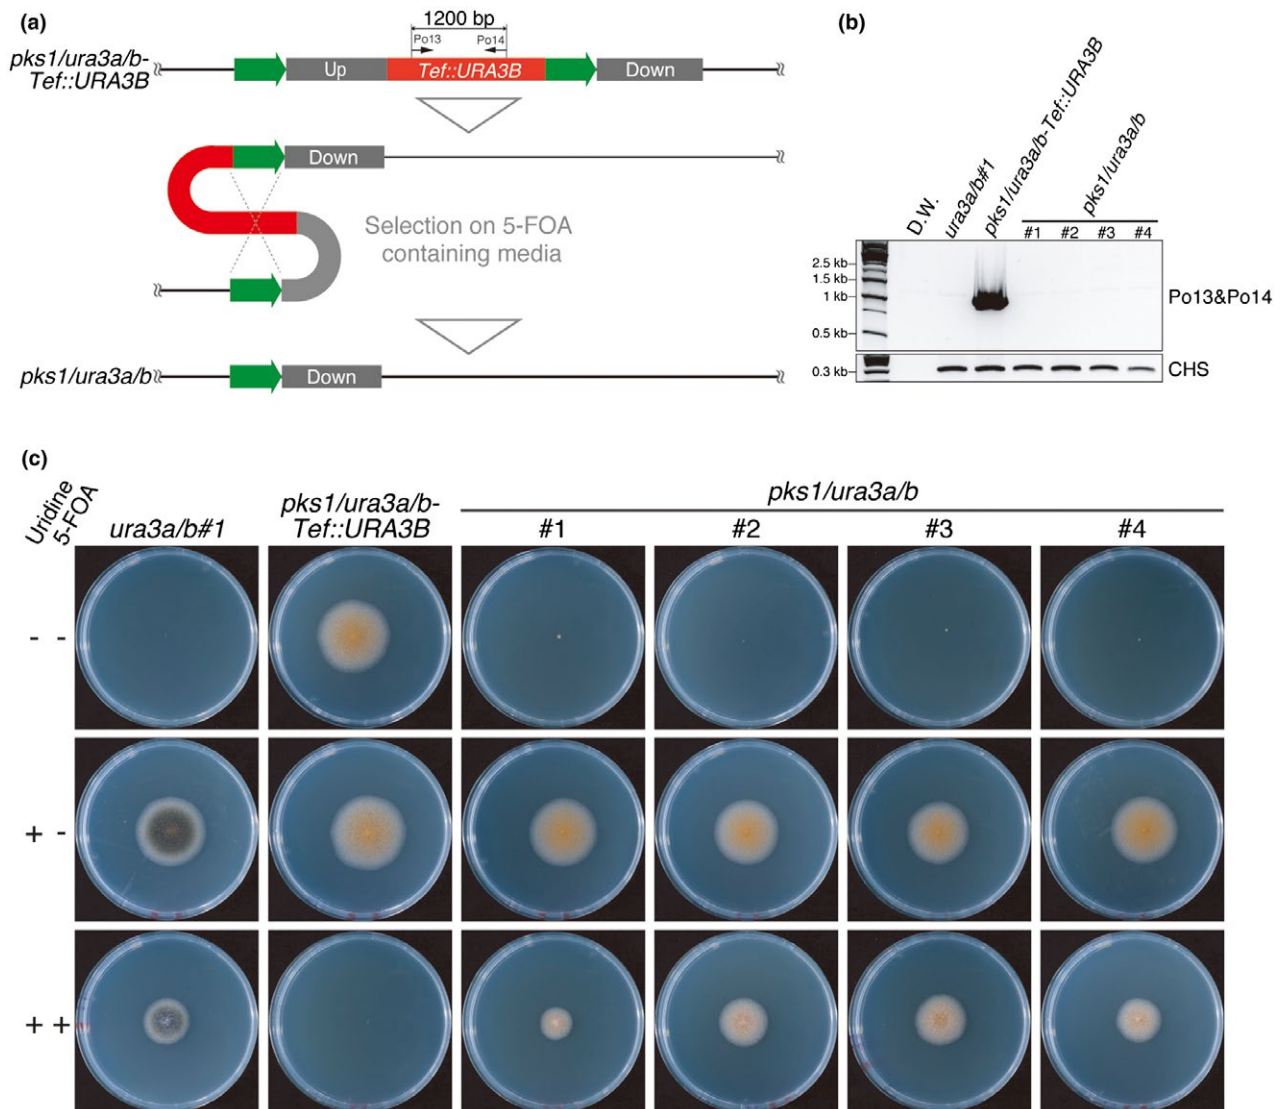 (a)
1200 bp
Po13
Po14
pks1/ura3a/b-
Tef::URA3B
Up
Tef::URA3B
Down
Down
Selection on 5-FOA
containing media
pks1/ura3a/b
Down
(b)
D.W.
ura3a/b#1
pks1/ura3a/b-Tef::URA3B
pks1/ura3a/b
#1 #2 #3 #4
2.5 kb
1.5 kb
1 kb
0.5 kb
Po13&Po14
0.3 kb
CHS
(c)
Uridine
5-FOA
ura3a/b#1
pks1/ura3a/b-
Tef::URA3B
pks1/ura3a/b
#1 #2 #3 #4
- -
+ -
+ +